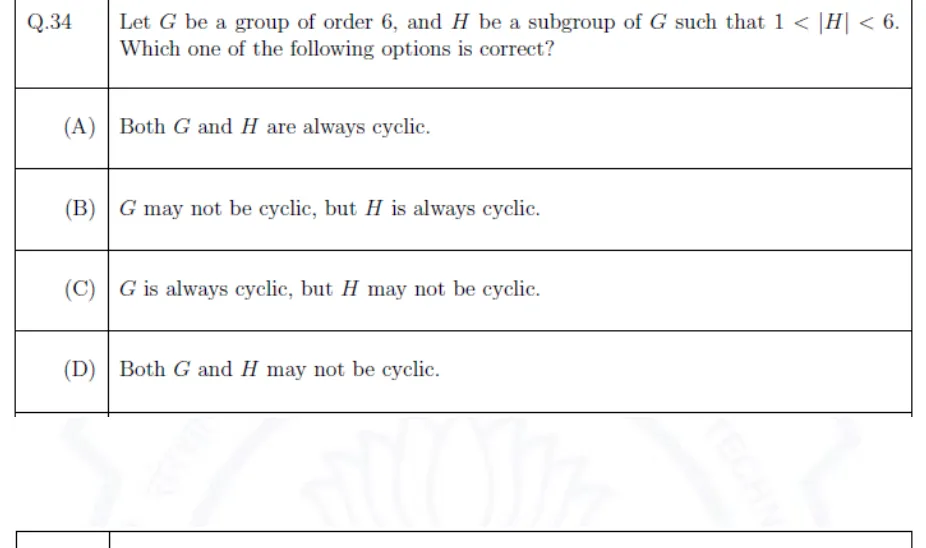 Q.34 Let G be a group of order 6, and H be a subgroup of G such that 1 < |H| < 6.
Which one of the following options is correct?
(A) Both G and H are always cyclic.
(B) G may not be cyclic, but H is always cyclic.
(C) G is always cyclic, but H may not be cyclic.
(D) Both G and H may not be cyclic.